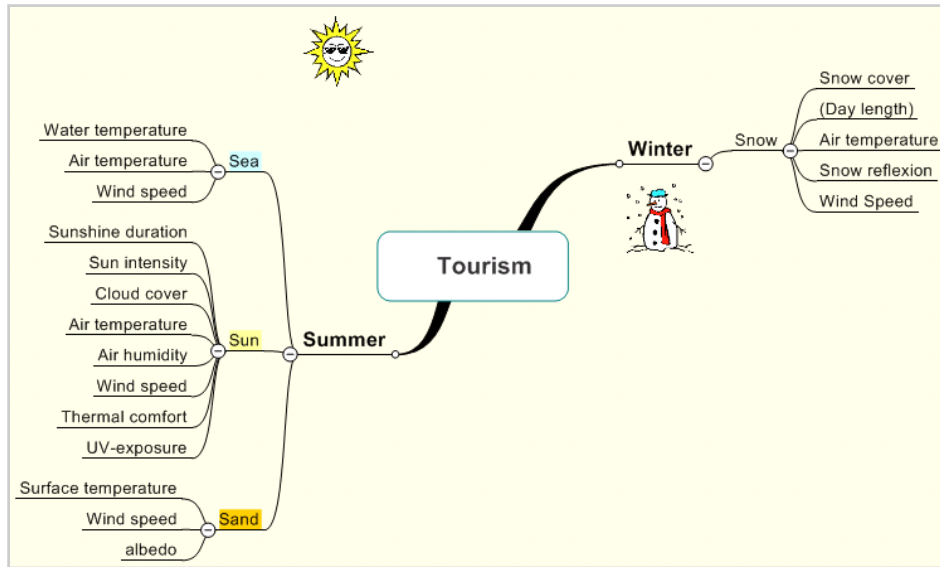 Tourism
Winter
Snow
Snow cover
(Day length)
Air temperature
Snow reflexion
Wind Speed
Summer
Sea
Water temperature
Air temperature
Wind speed
Sun
Sunshine duration
Sun intensity
Cloud cover
Air temperature
Air humidity
Wind speed
Thermal comfort
UV-exposure
Sand
Surface temperature
Wind speed
albedo